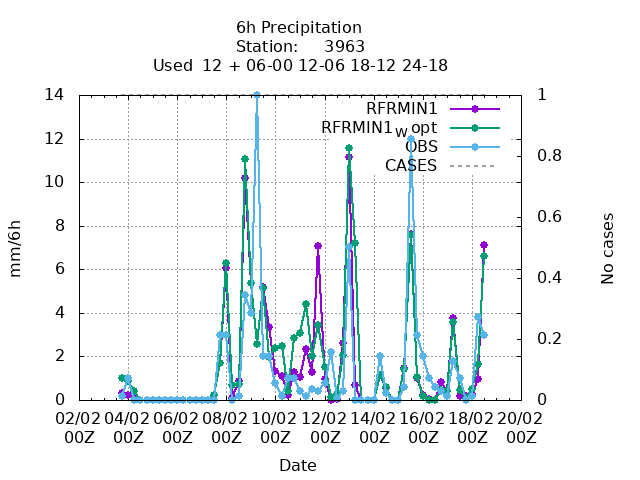 6h Precipitation
Station: 3963
Used 12 + 06-00 12-06 18-12 24-18
14 1
RFRMIN1
RFRMIN1w opt
OBS
CASES
12
10
8
6
4
2
0
0.8
0.6
0.4
0.2
0
mm/6h
No cases
02/02 04/02 06/02 08/02 10/02 12/02 14/02 16/02 18/02 20/02
00Z 00Z 00Z 00Z 00Z 00Z 00Z 00Z 00Z 00Z
Date